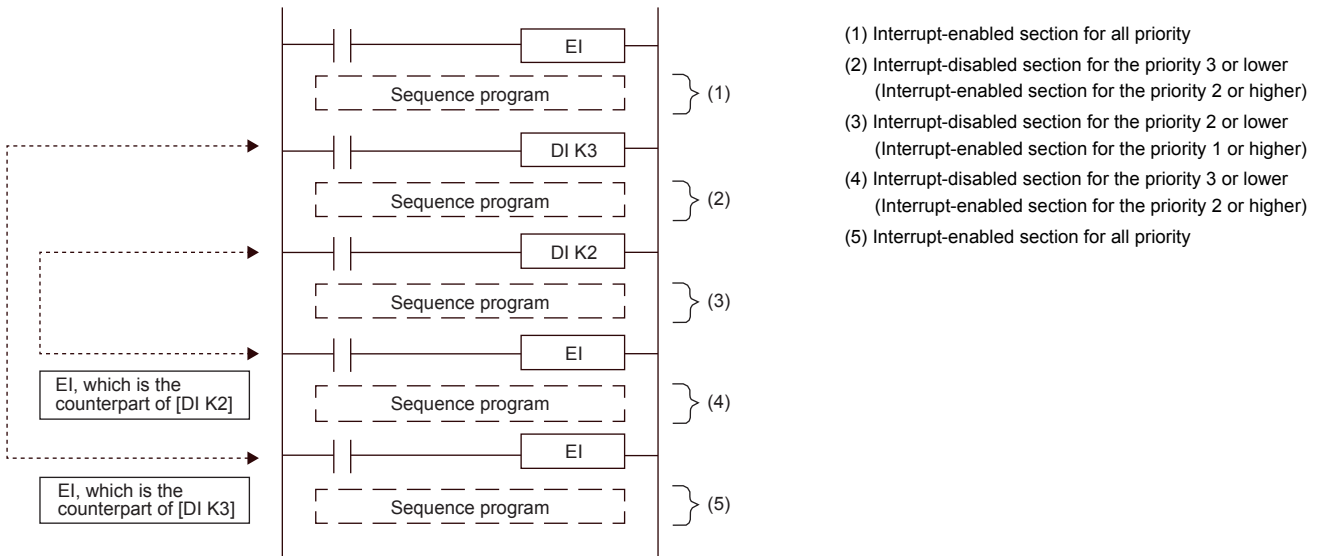 EI
Sequence program
(1)
DI K3
Sequence program
(2)
DI K2
Sequence program
(3)
EI
EI, which is the
counterpart of [DI K2]
Sequence program
(4)
EI
EI, which is the
counterpart of [DI K3]
Sequence program
(5)
(1) Interrupt-enabled section for all priority
(2) Interrupt-disabled section for the priority 3 or lower
(Interrupt-enabled section for the priority 2 or higher)
(3) Interrupt-disabled section for the priority 2 or lower
(Interrupt-enabled section for the priority 1 or higher)
(4) Interrupt-disabled section for the priority 3 or lower
(Interrupt-enabled section for the priority 2 or higher)
(5) Interrupt-enabled section for all priority